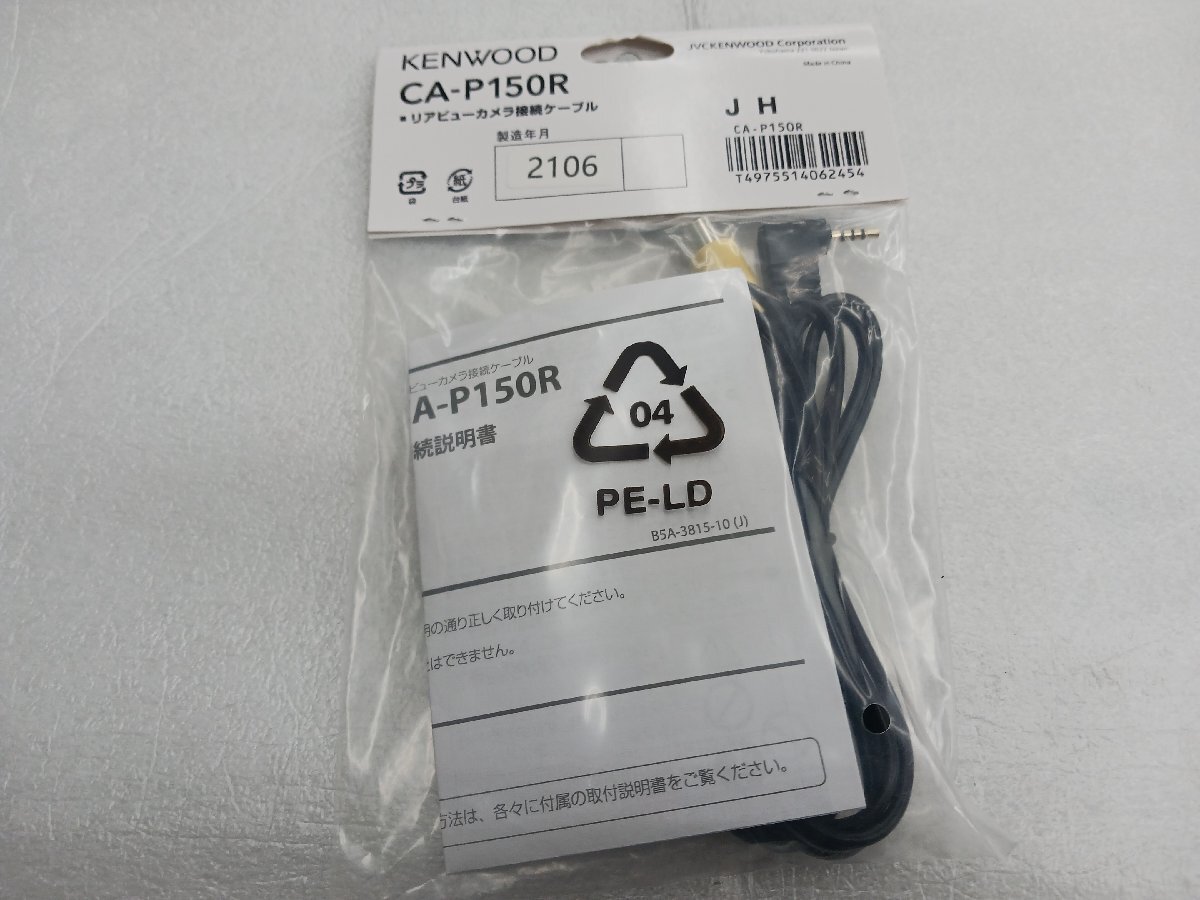 KENWOOD
CA-P150R
■ リアビューカメラ接続ケーブル
製造年月
2106
袋
紙
台紙
JVCKENWOOD Corporation
Made in China
J H
CA-P150R
T4975514062454
ビューカメラ接続ケーブル
A-P150R
続説明書
04
PE-LD
B5A-3815-10 (J)
の通り正しく取り付けてください。
はできません。
方法は、各々に付属の取付説明書をご覧ください。